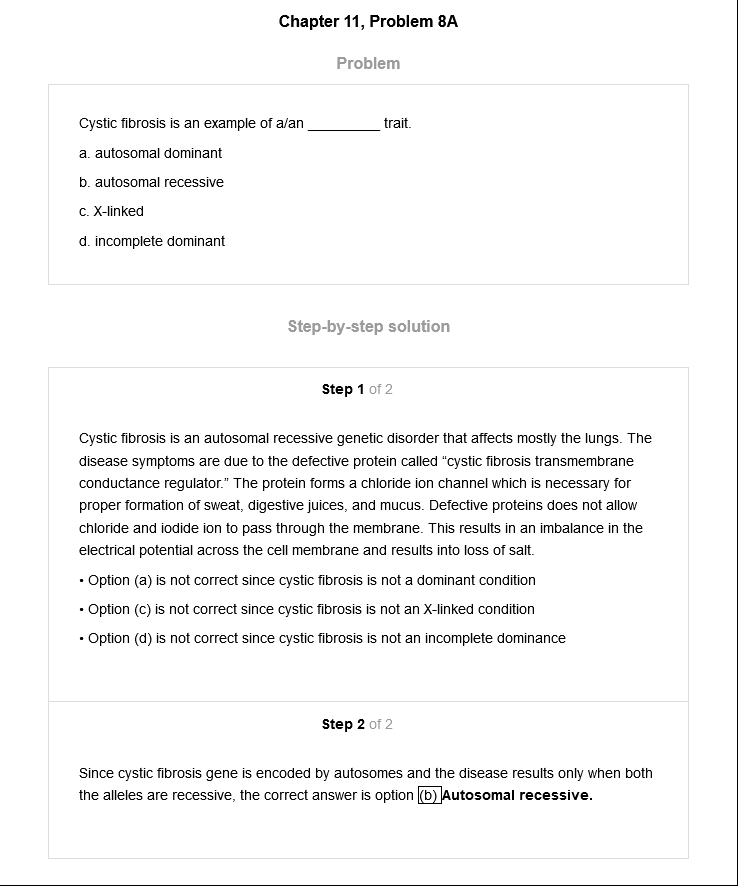 Chapter 11, Problem 8A
Problem
Cystic fibrosis is an example of a/an __________ trait.
a. autosomal dominant
b. autosomal recessive
c. X-linked
d. incomplete dominant
Step-by-step solution
Step 1 of 2
Cystic fibrosis is an autosomal recessive genetic disorder that affects mostly the lungs. The
disease symptoms are due to the defective protein called “cystic fibrosis transmembrane
conductance regulator.” The protein forms a chloride ion channel which is necessary for
proper formation of sweat, digestive juices, and mucus. Defective proteins does not allow
chloride and iodide ion to pass through the membrane. This results in an imbalance in the
electrical potential across the cell membrane and results into loss of salt.
• Option (a) is not correct since cystic fibrosis is not a dominant condition
• Option (c) is not correct since cystic fibrosis is not an X-linked condition
• Option (d) is not correct since cystic fibrosis is not an incomplete dominance
Step 2 of 2
Since cystic fibrosis gene is encoded by autosomes and the disease results only when both
the alleles are recessive, the correct answer is option (b) Autosomal recessive.